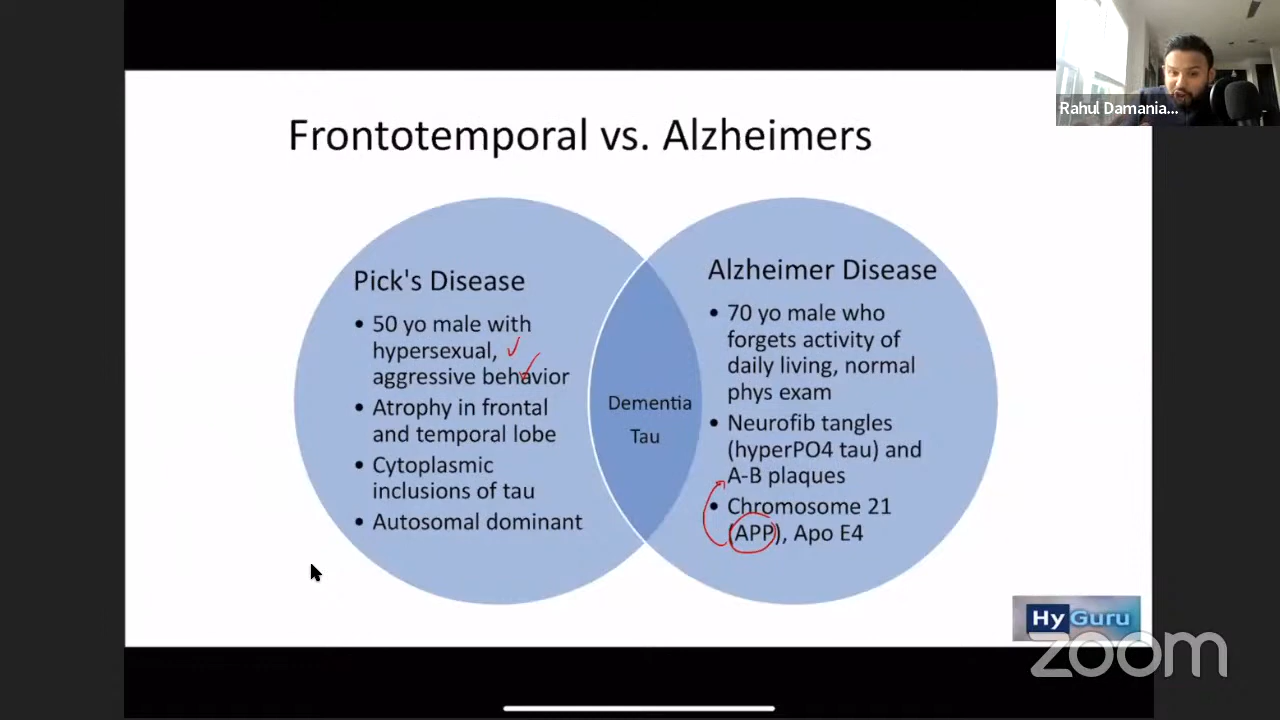 Rahul Damania...
Frontotemporal vs. Alzheimers
Pick's Disease
• 50 yo male with
hypersexual,
aggressive behavior
• Atrophy in frontal
and temporal lobe
• Cytoplasmic
inclusions of tau
• Autosomal dominant
Dementia
Tau
Alzheimer Disease
• 70 yo male who
forgets activity of
daily living, normal
phys exam
• Neurofib tangles
(hyperPO4 tau) and
A-B plaques
• Chromosome 21
(APP), Apo E4
HyGuru
zoom